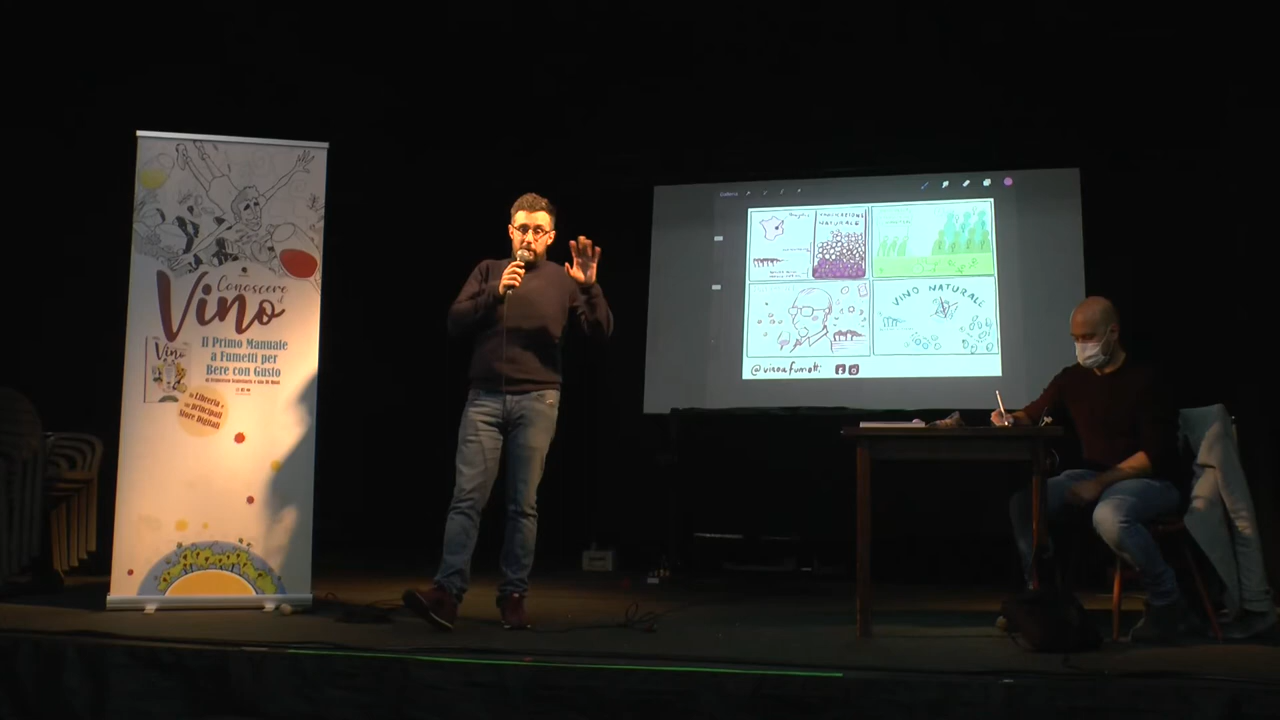 Conoscere
il
Vino
Il Primo Manuale
a Fumetti per
Bere con Gusto
Vino
in Libreria e
sui principali
Store Digitali
NATURALE
VINO NATURALE
@vinoafumetti